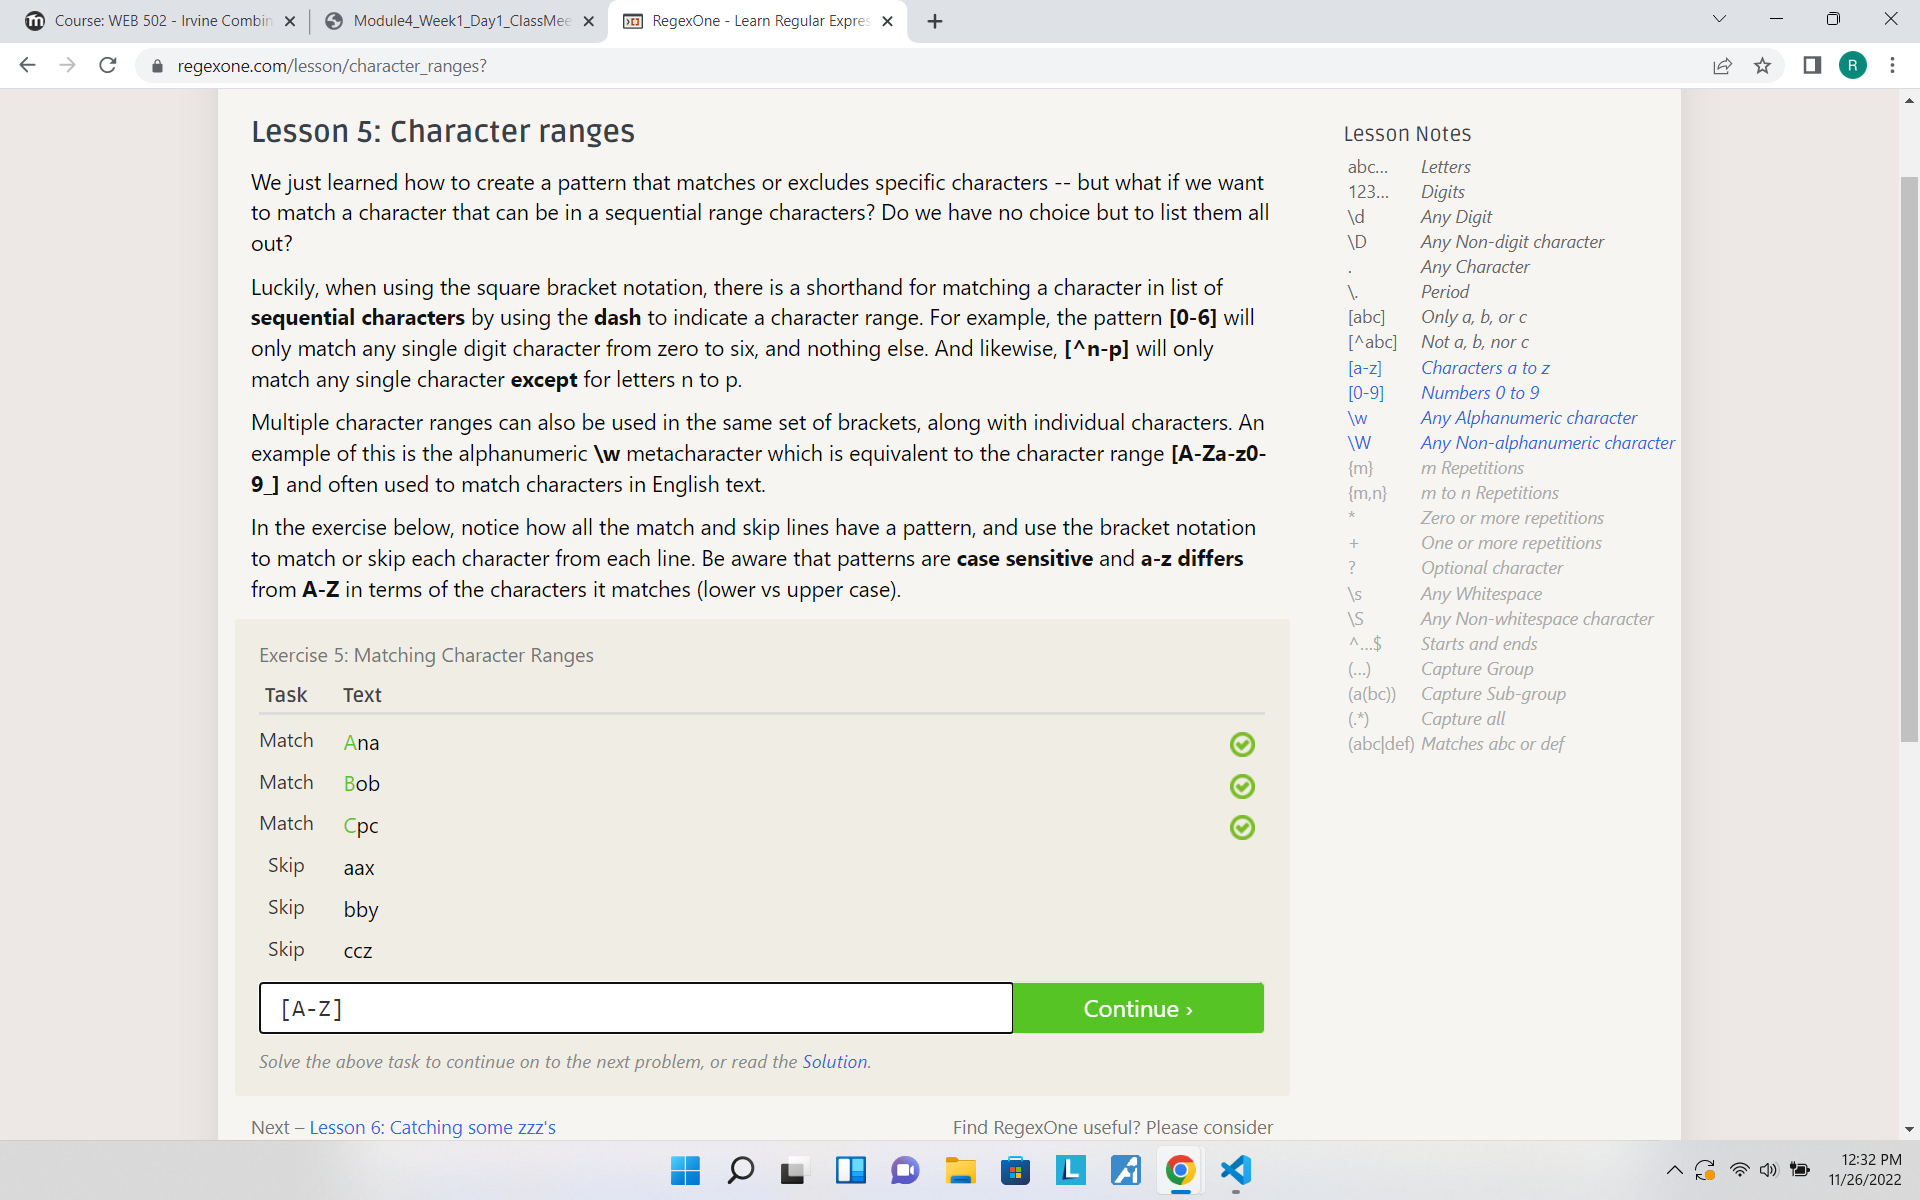 Course: WEB 502 - Irvine Combin
Module4_Week1_Day1_ClassMee
RegexOne - Learn Regular Expres
regexone.com/lesson/character_ranges?
R
Lesson 5: Character ranges
We just learned how to create a pattern that matches or excludes specific characters -- but what if we want
to match a character that can be in a sequential range characters? Do we have no choice but to list them all
out?
Luckily, when using the square bracket notation, there is a shorthand for matching a character in list of
sequential characters by using the dash to indicate a character range. For example, the pattern [0-6] will
only match any single digit character from zero to six, and nothing else. And likewise, [^n-p] will only
match any single character except for letters n to p.
Multiple character ranges can also be used in the same set of brackets, along with individual characters. An
example of this is the alphanumeric \w metacharacter which is equivalent to the character range [A-Za-z0-
9_] and often used to match characters in English text.
In the exercise below, notice how all the match and skip lines have a pattern, and use the bracket notation
to match or skip each character from each line. Be aware that patterns are case sensitive and a-z differs
from A-Z in terms of the characters it matches (lower vs upper case).
Exercise 5: Matching Character Ranges
Task Text
Match Ana
Match Bob
Match Cpc
Skip aax
Skip bby
Skip ccz
[A-Z]
Continue ›
Solve the above task to continue on to the next problem, or read the Solution.
Next – Lesson 6: Catching some zzz's
Find RegexOne useful? Please consider
Lesson Notes
abc... Letters
123... Digits
\d Any Digit
\D Any Non-digit character
. Any Character
\. Period
[abc] Only a, b, or c
[^abc] Not a, b, nor c
[a-z] Characters a to z
[0-9] Numbers 0 to 9
\w Any Alphanumeric character
\W Any Non-alphanumeric character
{m} m Repetitions
{m,n} m to n Repetitions
* Zero or more repetitions
+ One or more repetitions
? Optional character
\s Any Whitespace
\S Any Non-whitespace character
^...$ Starts and ends
(...) Capture Group
(a(bc)) Capture Sub-group
(.*) Capture all
(abc|def) Matches abc or def
12:32 PM
11/26/2022